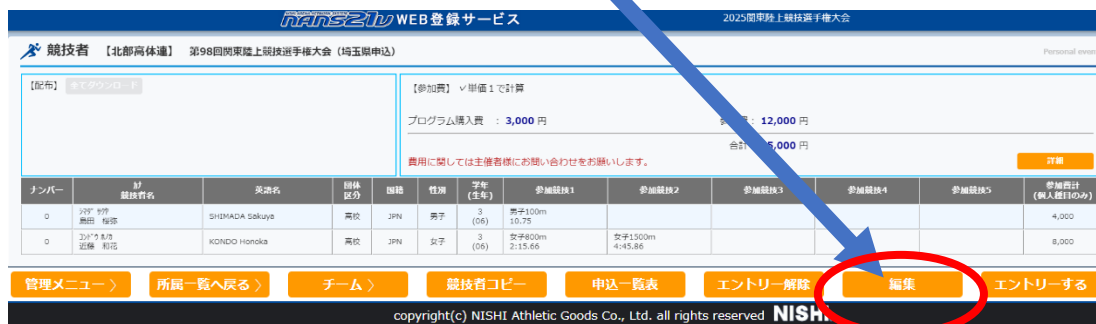 nans21V WEB登録サービス 2025関東陸上競技選手権大会
競技者 【北部高体連】 第98回関東陸上競技選手権大会（埼玉県申込） Personal even
【配布】 全てダウンロード
【参加費】 ✓単価1で計算
プログラム購入費 : 3,000 円 : 12,000 円
合計 5,000 円
費用に関しては主催者様にお問い合わせをお願いします。 詳細
ナンバー ｶﾅ 競技者名 英語名 団体区分 国籍 性別 学年(生年) 参加競技1 参加競技2 参加競技3 参加競技4 参加競技5 参加費計(個人種目のみ)
0 ｼﾏﾀﾞ ｻｸﾔ 島田 桜弥 SHIMADA Sakuya 高校 JPN 男子 3 (06) 男子100m 10.75 4,000
0 ｺﾝﾄﾞｳ ﾎﾉｶ 近藤 和花 KONDO Honoka 高校 JPN 女子 3 (06) 女子800m 2:15.66 女子1500m 4:45.86 8,000
管理メニュー 〉 所属一覧へ戻る 〉 チーム 〉 競技者コピー 申込一覧表 エントリー解除 編集 エントリーする
copyright(c) NISHI Athletic Goods Co., Ltd. all rights reserved NISHI